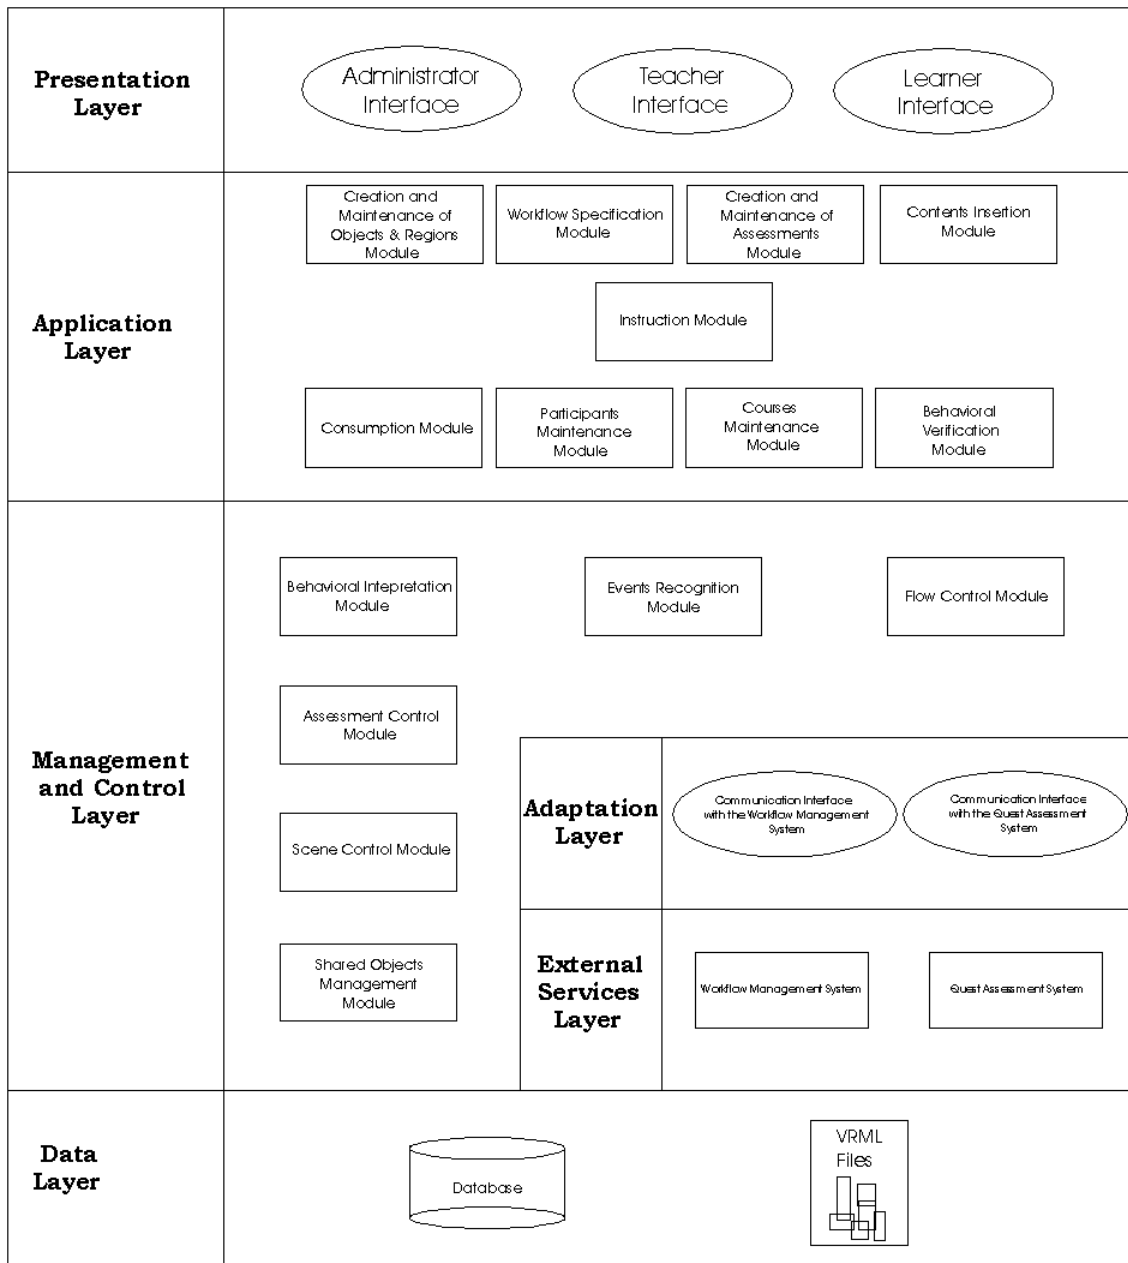 Presentation
Layer
Administrator
Interface
Teacher
Interface
Learner
Interface
Application
Layer
Creation and
Maintenance of
Objects & Regions
Module
Workflow Specification
Module
Creation and
Maintenance of
Assessments
Module
Contents Insertion
Module
Instruction Module
Consumption Module
Participants
Maintenance
Module
Courses
Maintenance
Module
Behavioral
Verification
Module
Management
and Control
Layer
Behavioral Intepretation
Module
Events Recognition
Module
Flow Control Module
Assessment Control
Module
Scene Control Module
Shared Objects
Management
Module
Adaptation
Layer
Communication Interface
with the Workflow Management
System
Communication Interface
with the Quest Assessment
System
External
Services
Layer
Workflow Management System
Quest Assessment System
Data
Layer
Database
VRML
Files